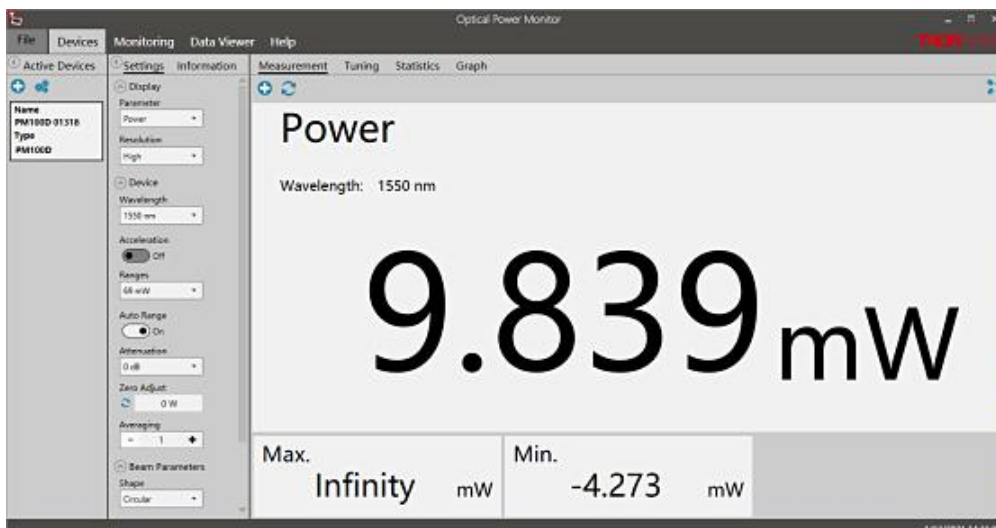 Optical Power Monitor
File Devices Monitoring Data Viewer Help
Active Devices
Settings Information
Measurement Tuning Statistics Graph
Name
PM100D 01318
Type
PM100D
Display
Parameter
Power
Resolution
High
Device
Wavelength
1550 nm
Acceleration
Off
Ranges
69 mW
Auto Range
On
Attenuation
0 dB
Zero Adjust
0 W
Averaging
- 1 +
Beam Parameters
Shape
Circular
Power
Wavelength: 1550 nm
9.839 mW
Max.
Infinity mW
Min.
-4.273 mW